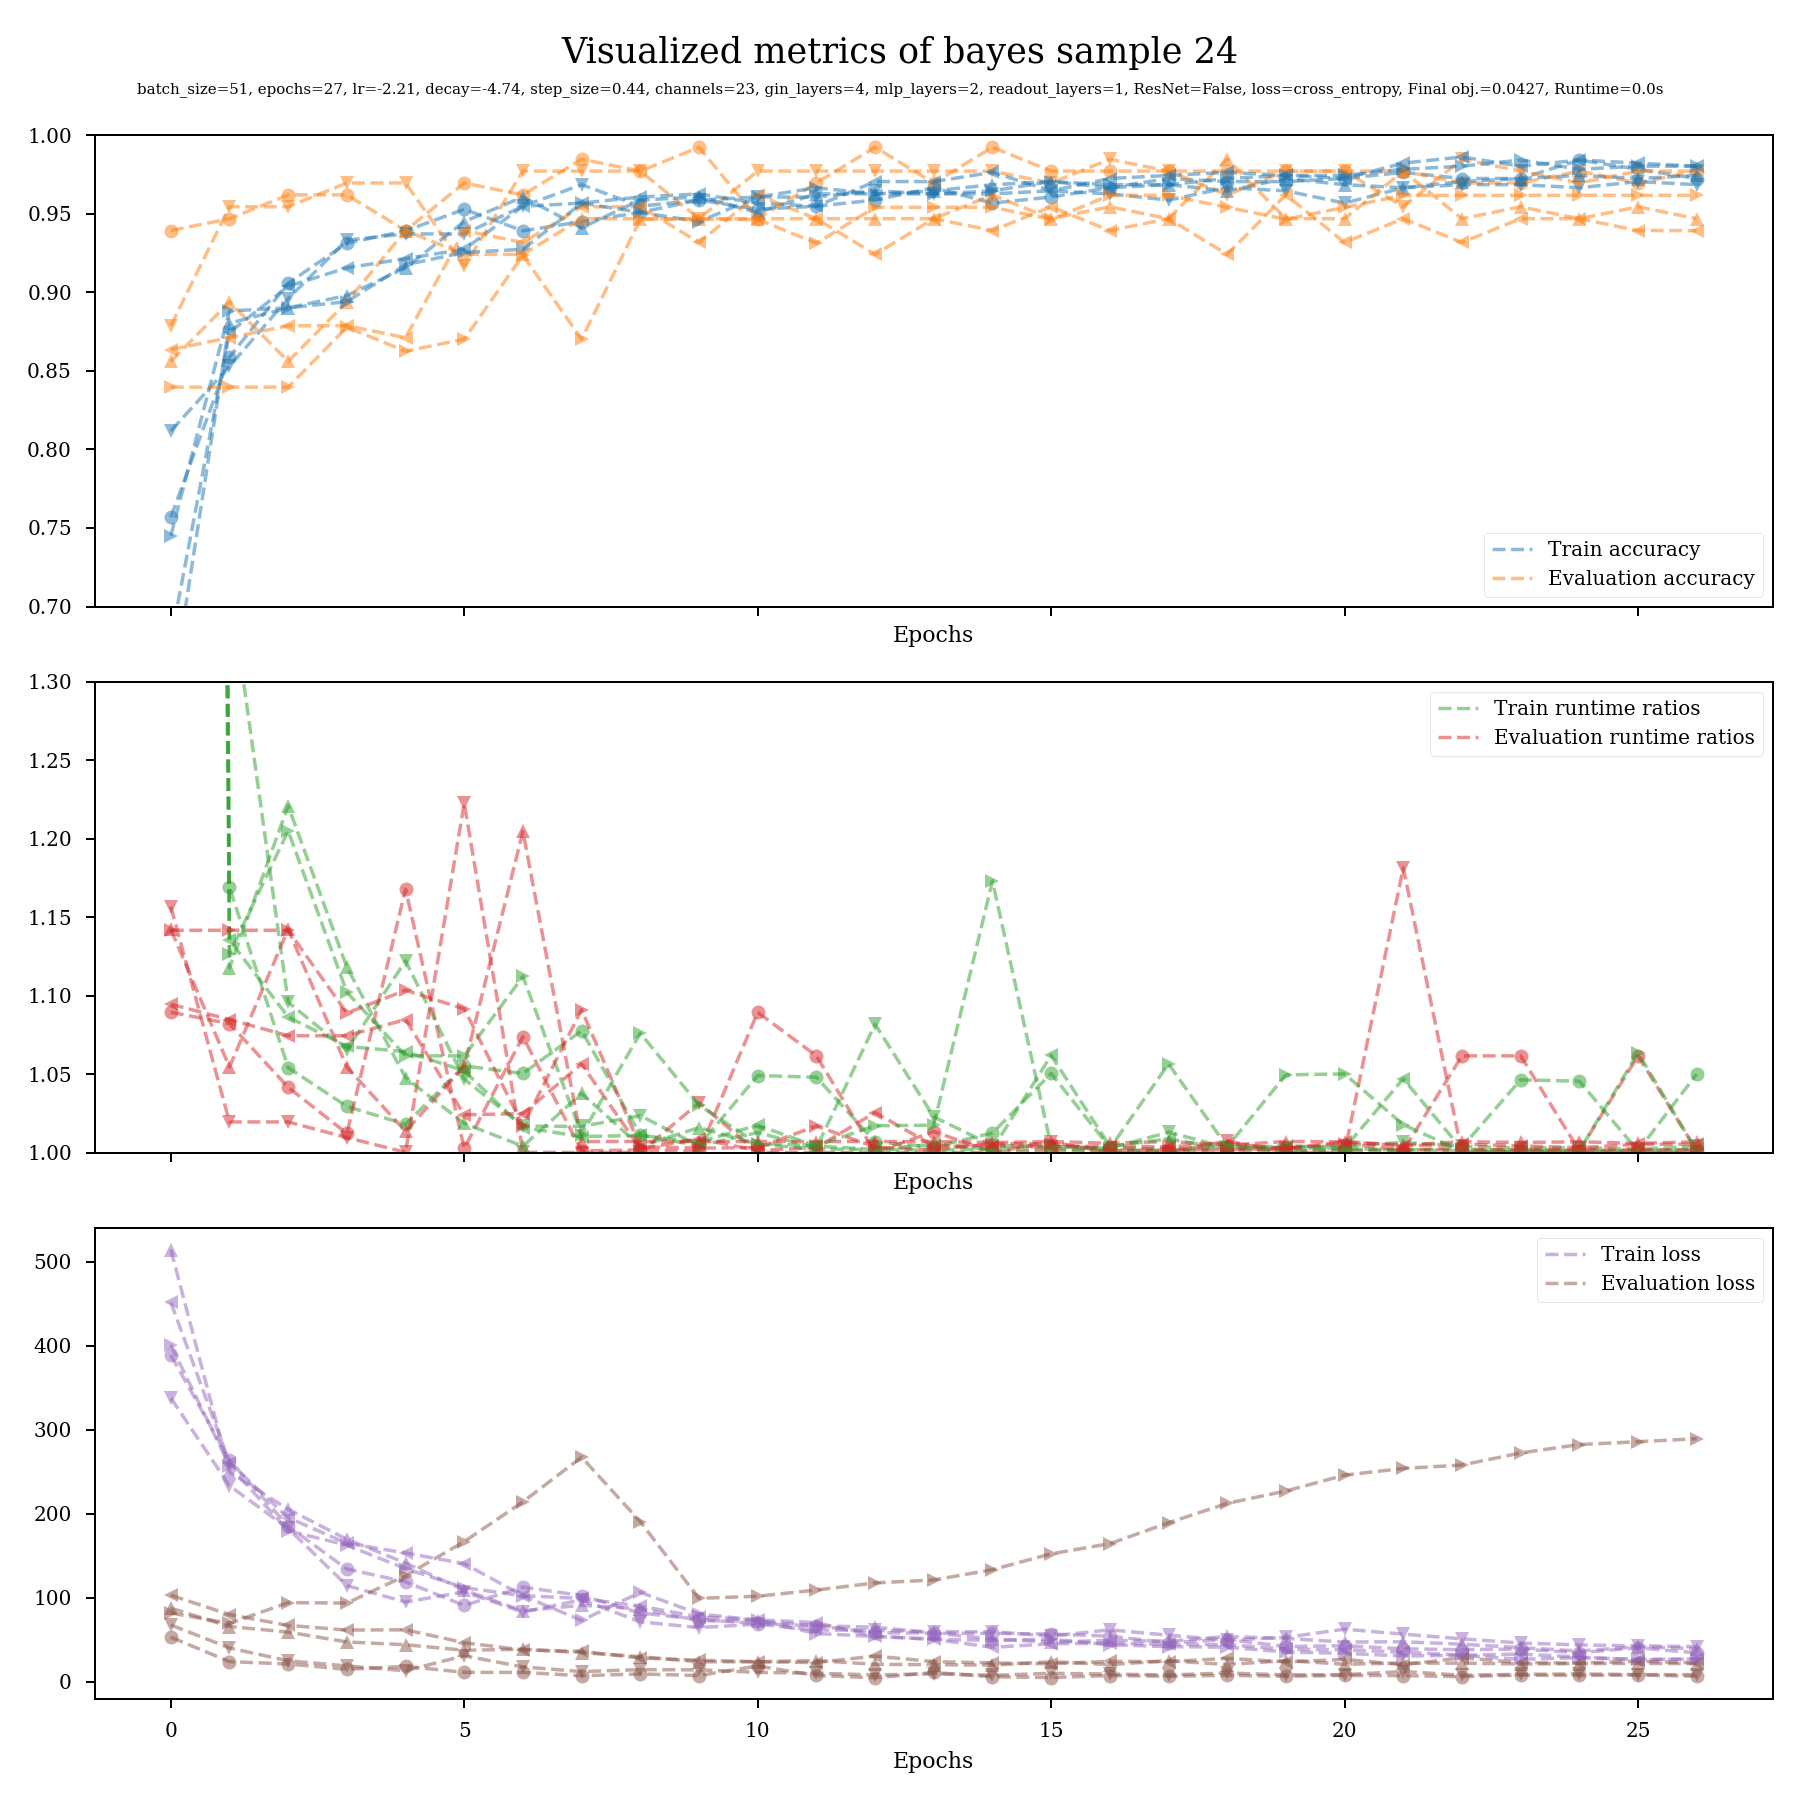 Visualized metrics of bayes sample 24
batch_size=51, epochs=27, lr=-2.21, decay=-4.74, step_size=0.44, channels=23, gin_layers=4, mlp_layers=2, readout_layers=1, ResNet=False, loss=cross_entropy, Final obj.=0.0427, Runtime=0.0s
1.00
0.95
0.90
0.85
0.80
0.75
0.70
Train accuracy
Evaluation accuracy
Epochs
1.30
1.25
1.20
1.15
1.10
1.05
1.00
Train runtime ratios
Evaluation runtime ratios
Epochs
500
400
300
200
100
0
Train loss
Evaluation loss
0 5 10 15 20 25
Epochs